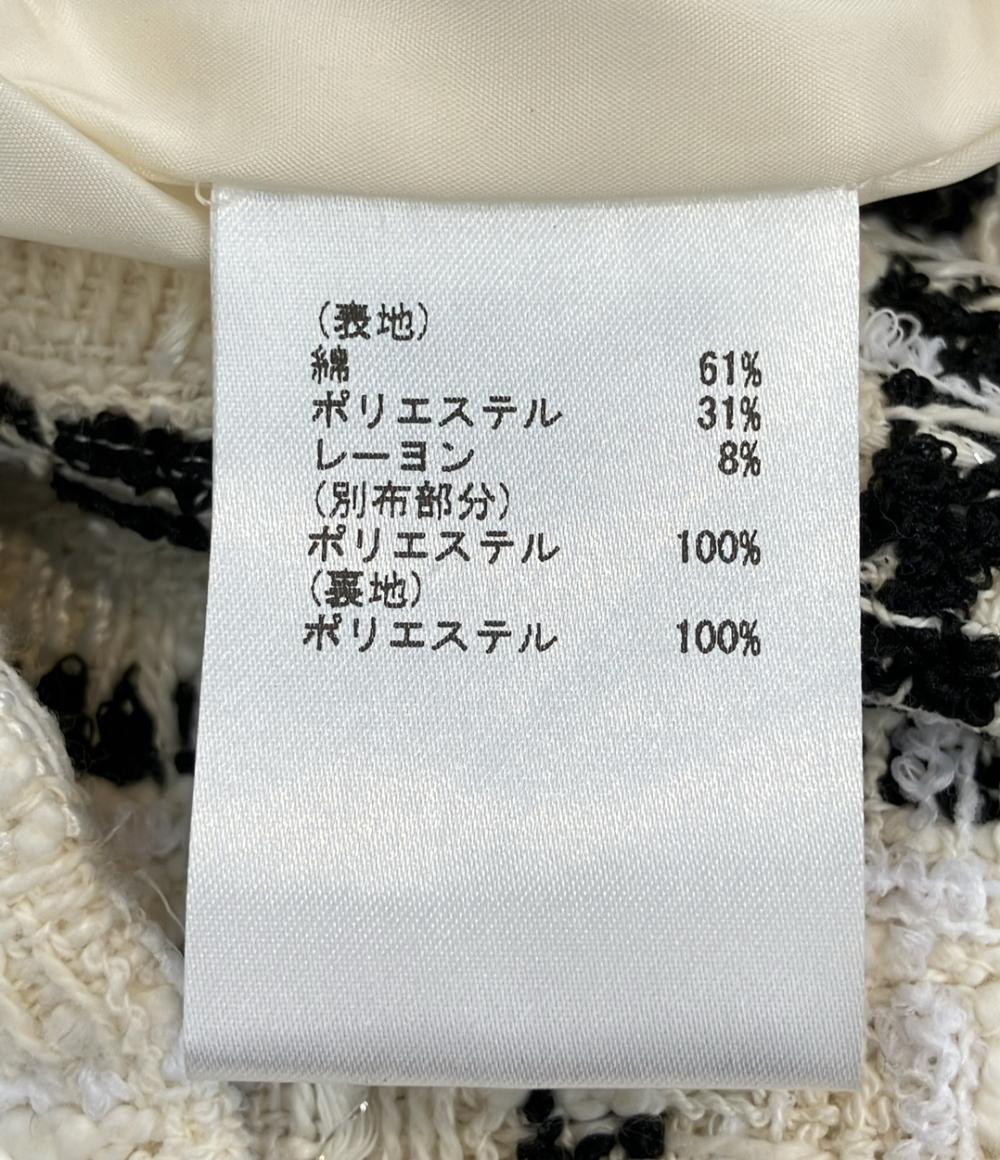 (表地)
綿 61%
ポリエステル 31%
レーヨン 8%
(別布部分)
ポリエステル 100%
(裏地)
ポリエステル 100%